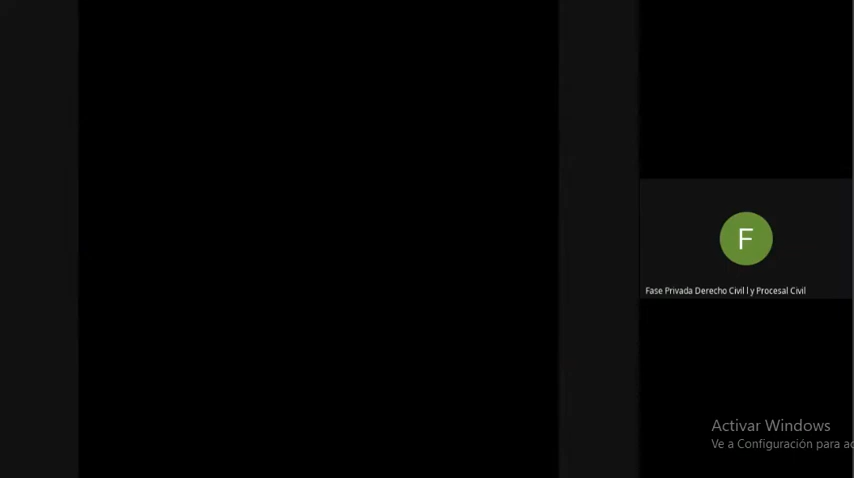 F
Fase Privada Derecho Civil l y Procesal Civil
Activar Windows
Ve a Configuración para